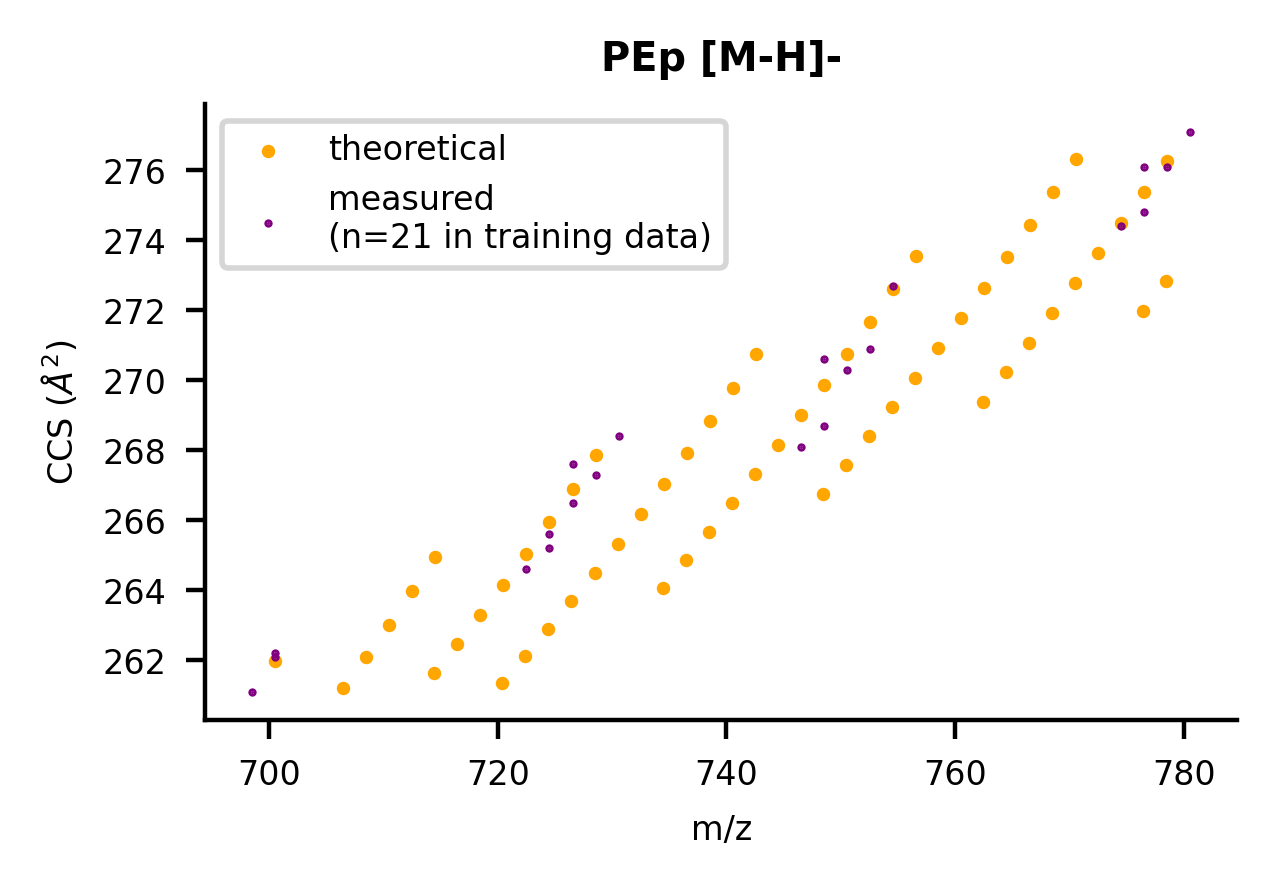 PEp [M-H]-
theoretical
measured
(n=21 in training data)
CCS (Å²)
276
274
272
270
268
266
264
262
700 720 740 760 780
m/z